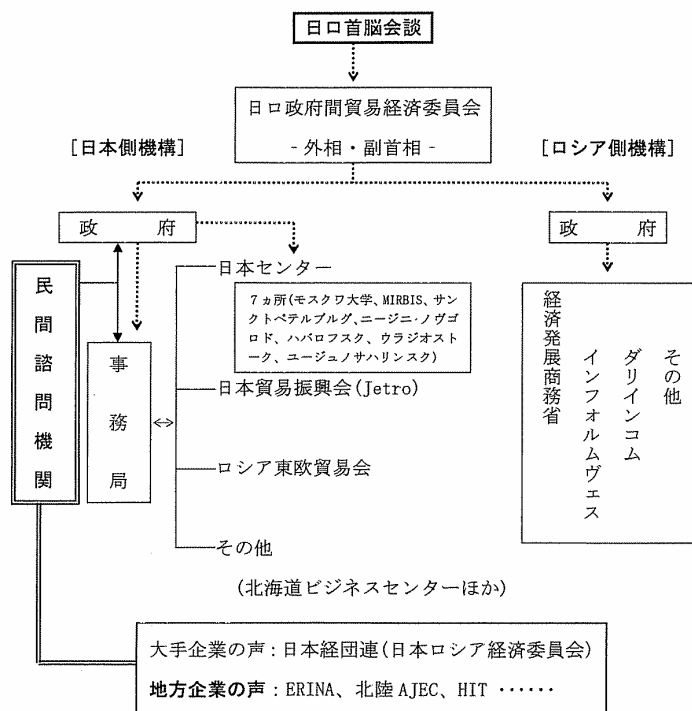 日ロ首脳会談
日ロ政府間貿易経済委員会
- 外相・副首相 -
[日本側機構]
[ロシア側機構]
政　　府
政　　府
民間諮問機関
事務局
日本センター
7ヵ所(モスクワ大学、MIRBIS、サン
クトペテルブルグ、ニージニ・ノヴゴ
ロド、ハバロフスク、ウラジオスト
ーク、ユージュノサハリンスク)
日本貿易振興会(Jetro)
ロシア東欧貿易会
その他
(北海道ビジネスセンターほか)
その他
ダリインコム
インフォルムヴェス
経済発展商務省
大手企業の声：日本経団連(日本ロシア経済委員会)
地方企業の声：ERINA、北陸 AJEC、HIT ……